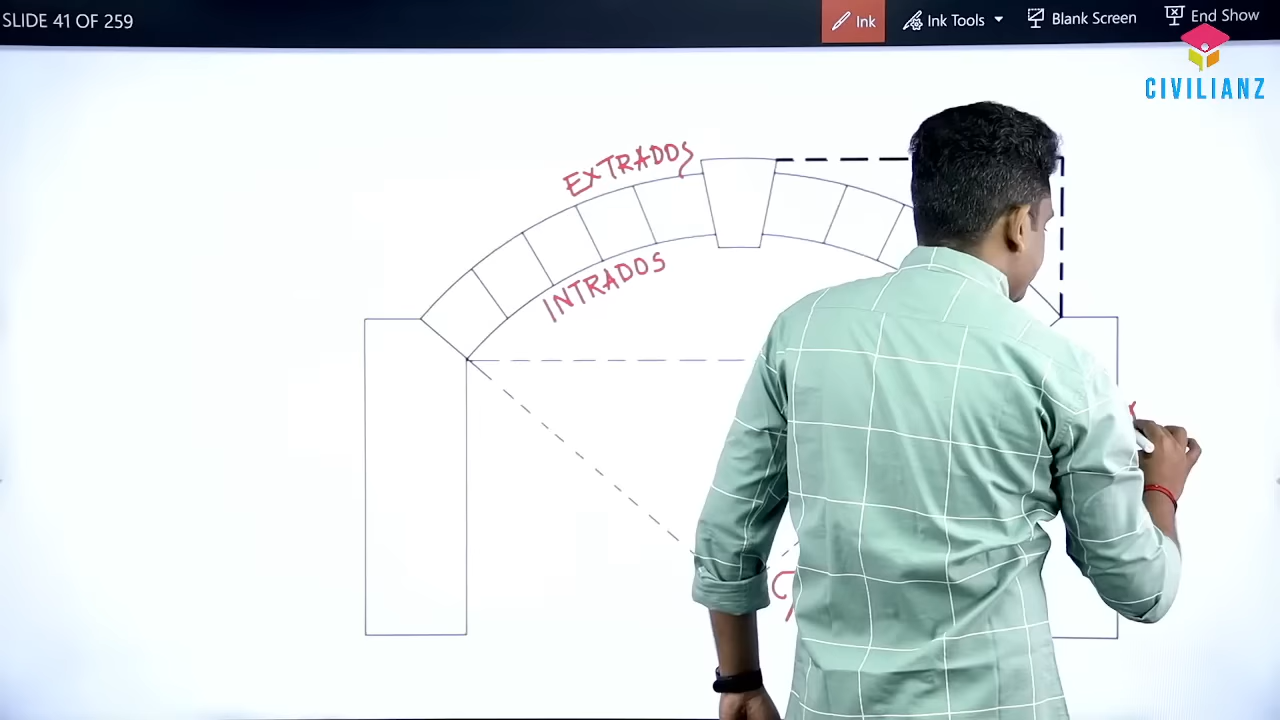 SLIDE 41 OF 259
Ink
Ink Tools
Blank Screen
End Show
CIVILIANZ
EXTRADOS
INTRADOS